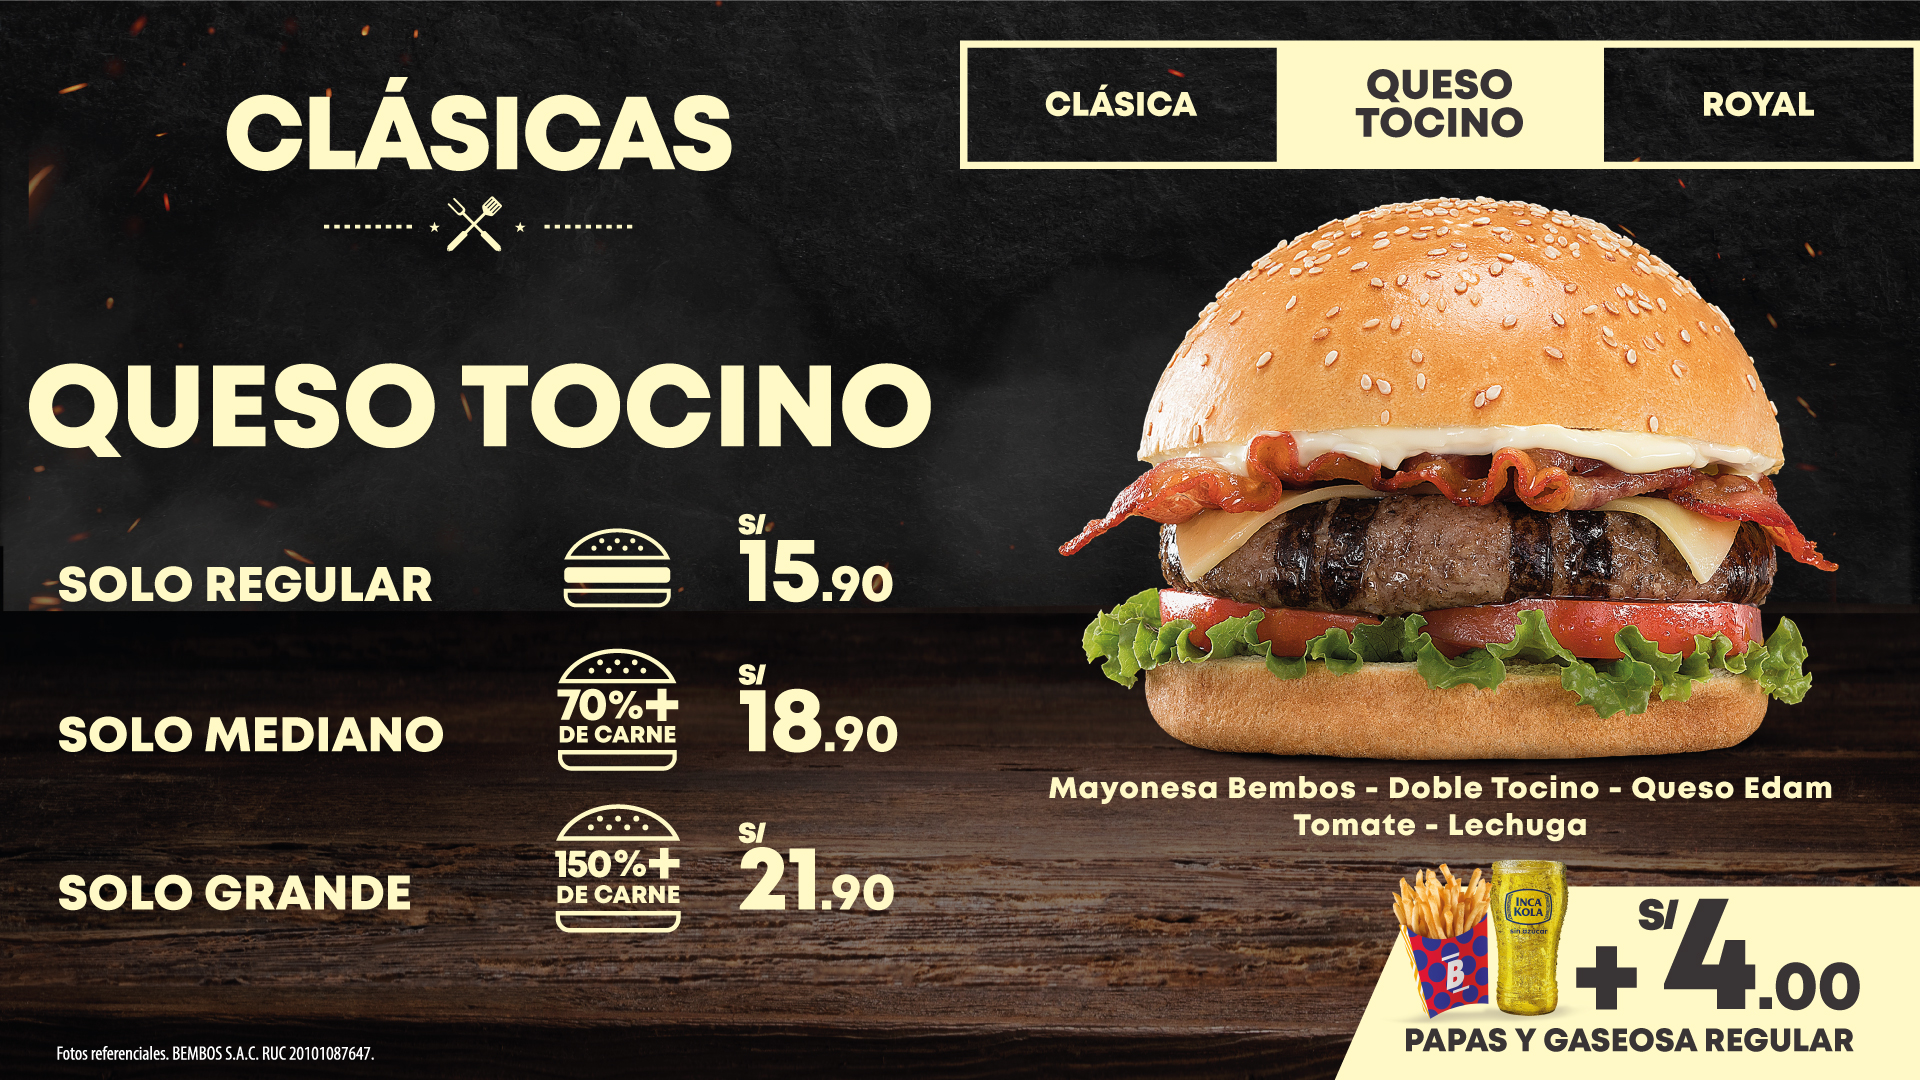 CLÁSICAS
CLÁSICA
QUESO
TOCINO
ROYAL
QUESO TOCINO
SOLO REGULAR
S/
15.90
SOLO MEDIANO
70%+
DE CARNE
S/
18.90
SOLO GRANDE
150%+
DE CARNE
S/
21.90
Mayonesa Bembos - Doble Tocino - Queso Edam
Tomate - Lechuga
B
INCA
KOLA
sin azúcar
+ S/4.00
PAPAS Y GASEOSA REGULAR
Fotos referenciales. BEMBOS S.A.C. RUC 20101087647.